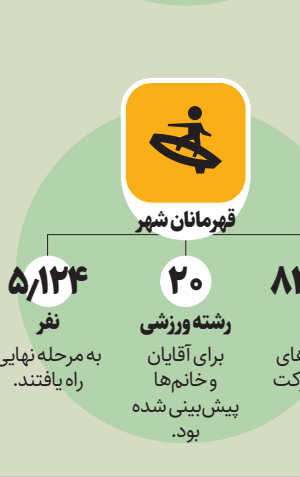 قهرمانان شهر
۲۰
رشته ورزشی
برای آقایان
و خانم‌ها
پیش‌بینی شده
بود.
۵٫۱۲۴
نفر
به مرحله نهایی
راه یافتند.